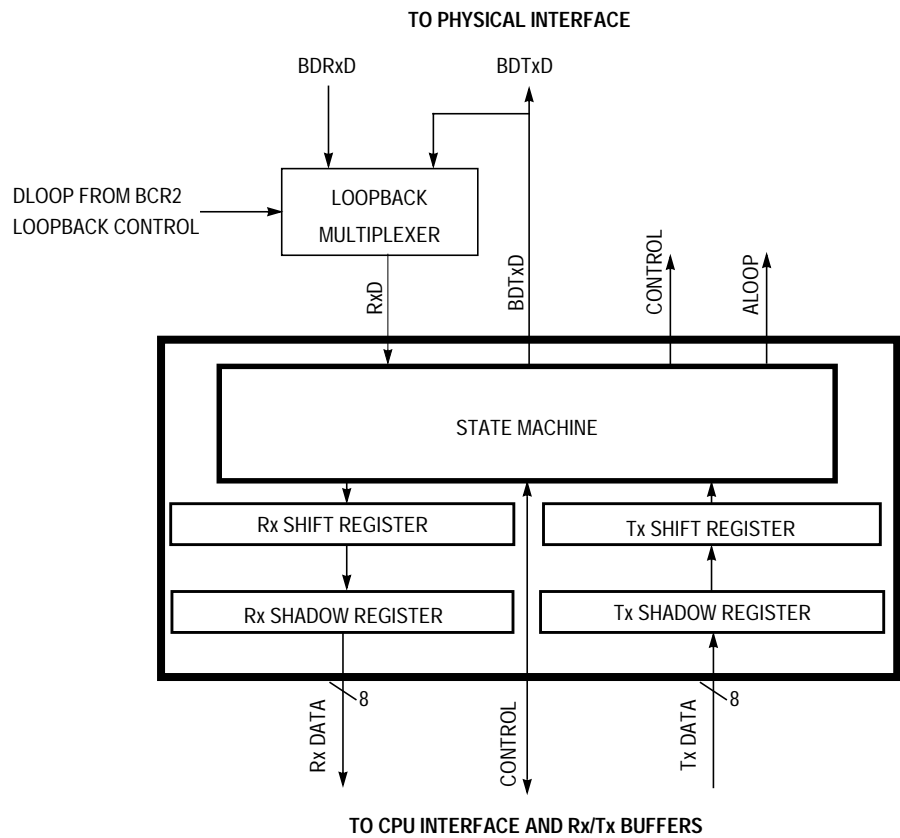 TO PHYSICAL INTERFACE
BDRxD
BDTxD
DLOOP FROM BCR2
LOOPBACK CONTROL
LOOPBACK
MULTIPLEXER
RxD
BDTxD
CONTROL
ALOOP
STATE MACHINE
Rx SHIFT REGISTER
Tx SHIFT REGISTER
Rx SHADOW REGISTER
Tx SHADOW REGISTER
8
8
Rx DATA
CONTROL
Tx DATA
TO CPU INTERFACE AND Rx/Tx BUFFERS